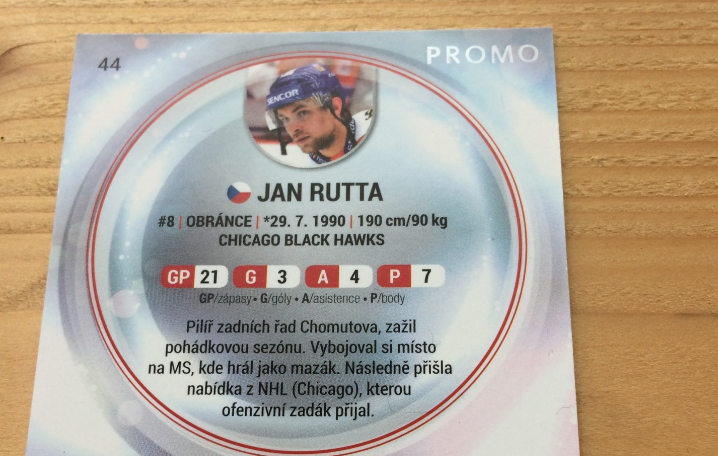 44
PROMO
SENCOR
JAN RUTTA
#8 | OBRÁNCE | *29. 7. 1990 | 190 cm/90 kg
CHICAGO BLACK HAWKS
GP 21 G 3 A 4 P 7
GP/zápasy • G/góly • A/asistence • P/body
Pilíř zadních řad Chomutova, zažil
pohádkovou sezónu. Vybojoval si místo
na MS, kde hrál jako mazák. Následně přišla
nabídka z NHL (Chicago), kterou
ofenzivní zadák přijal.